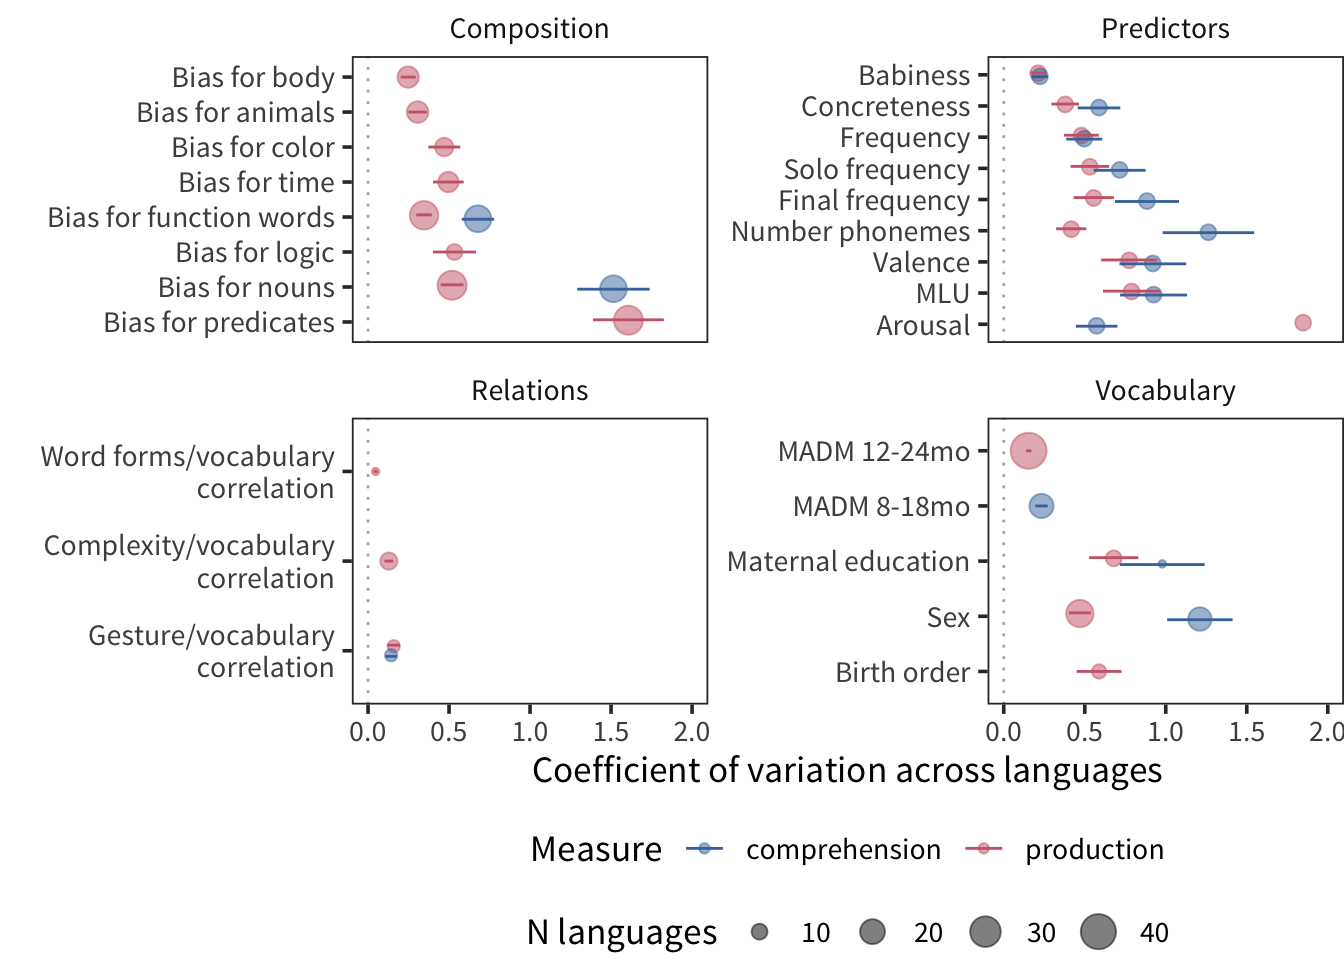 Composition
Bias for body
Bias for animals
Bias for color
Bias for time
Bias for function words
Bias for logic
Bias for nouns
Bias for predicates
Predictors
Babiness
Concreteness
Frequency
Solo frequency
Final frequency
Number phonemes
Valence
MLU
Arousal
Relations
Word forms/vocabulary
correlation
Complexity/vocabulary
correlation
Gesture/vocabulary
correlation
0.0 0.5 1.0 1.5 2.0
Vocabulary
MADM 12-24mo
MADM 8-18mo
Maternal education
Sex
Birth order
0.0 0.5 1.0 1.5 2.0
Coefficient of variation across languages
Measure comprehension production
N languages 10 20 30 40